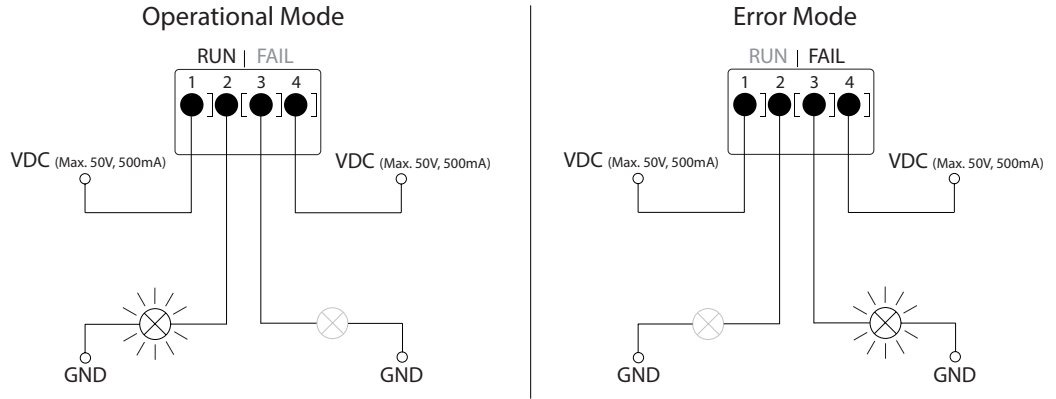 Operational Mode
RUN | FAIL
1 2 3 4
VDC (Max. 50V, 500mA)
VDC (Max. 50V, 500mA)
GND
GND
Error Mode
RUN | FAIL
1 2 3 4
VDC (Max. 50V, 500mA)
VDC (Max. 50V, 500mA)
GND
GND